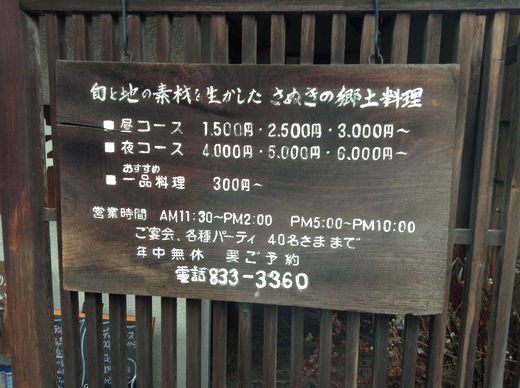 旬と地の素材を生かした さぬきの郷土料理
■昼コース 1.500円・2.500円・3.000円～
■夜コース 4.000円・5.000円・6.000円～
おすすめ
■一品料理 300円～
営業時間 AM11:30～PM2:00 PM5:00～PM10:00
ご宴会、各種パーティ 40名さままで
年中無休 要ご予約
電話833-3360